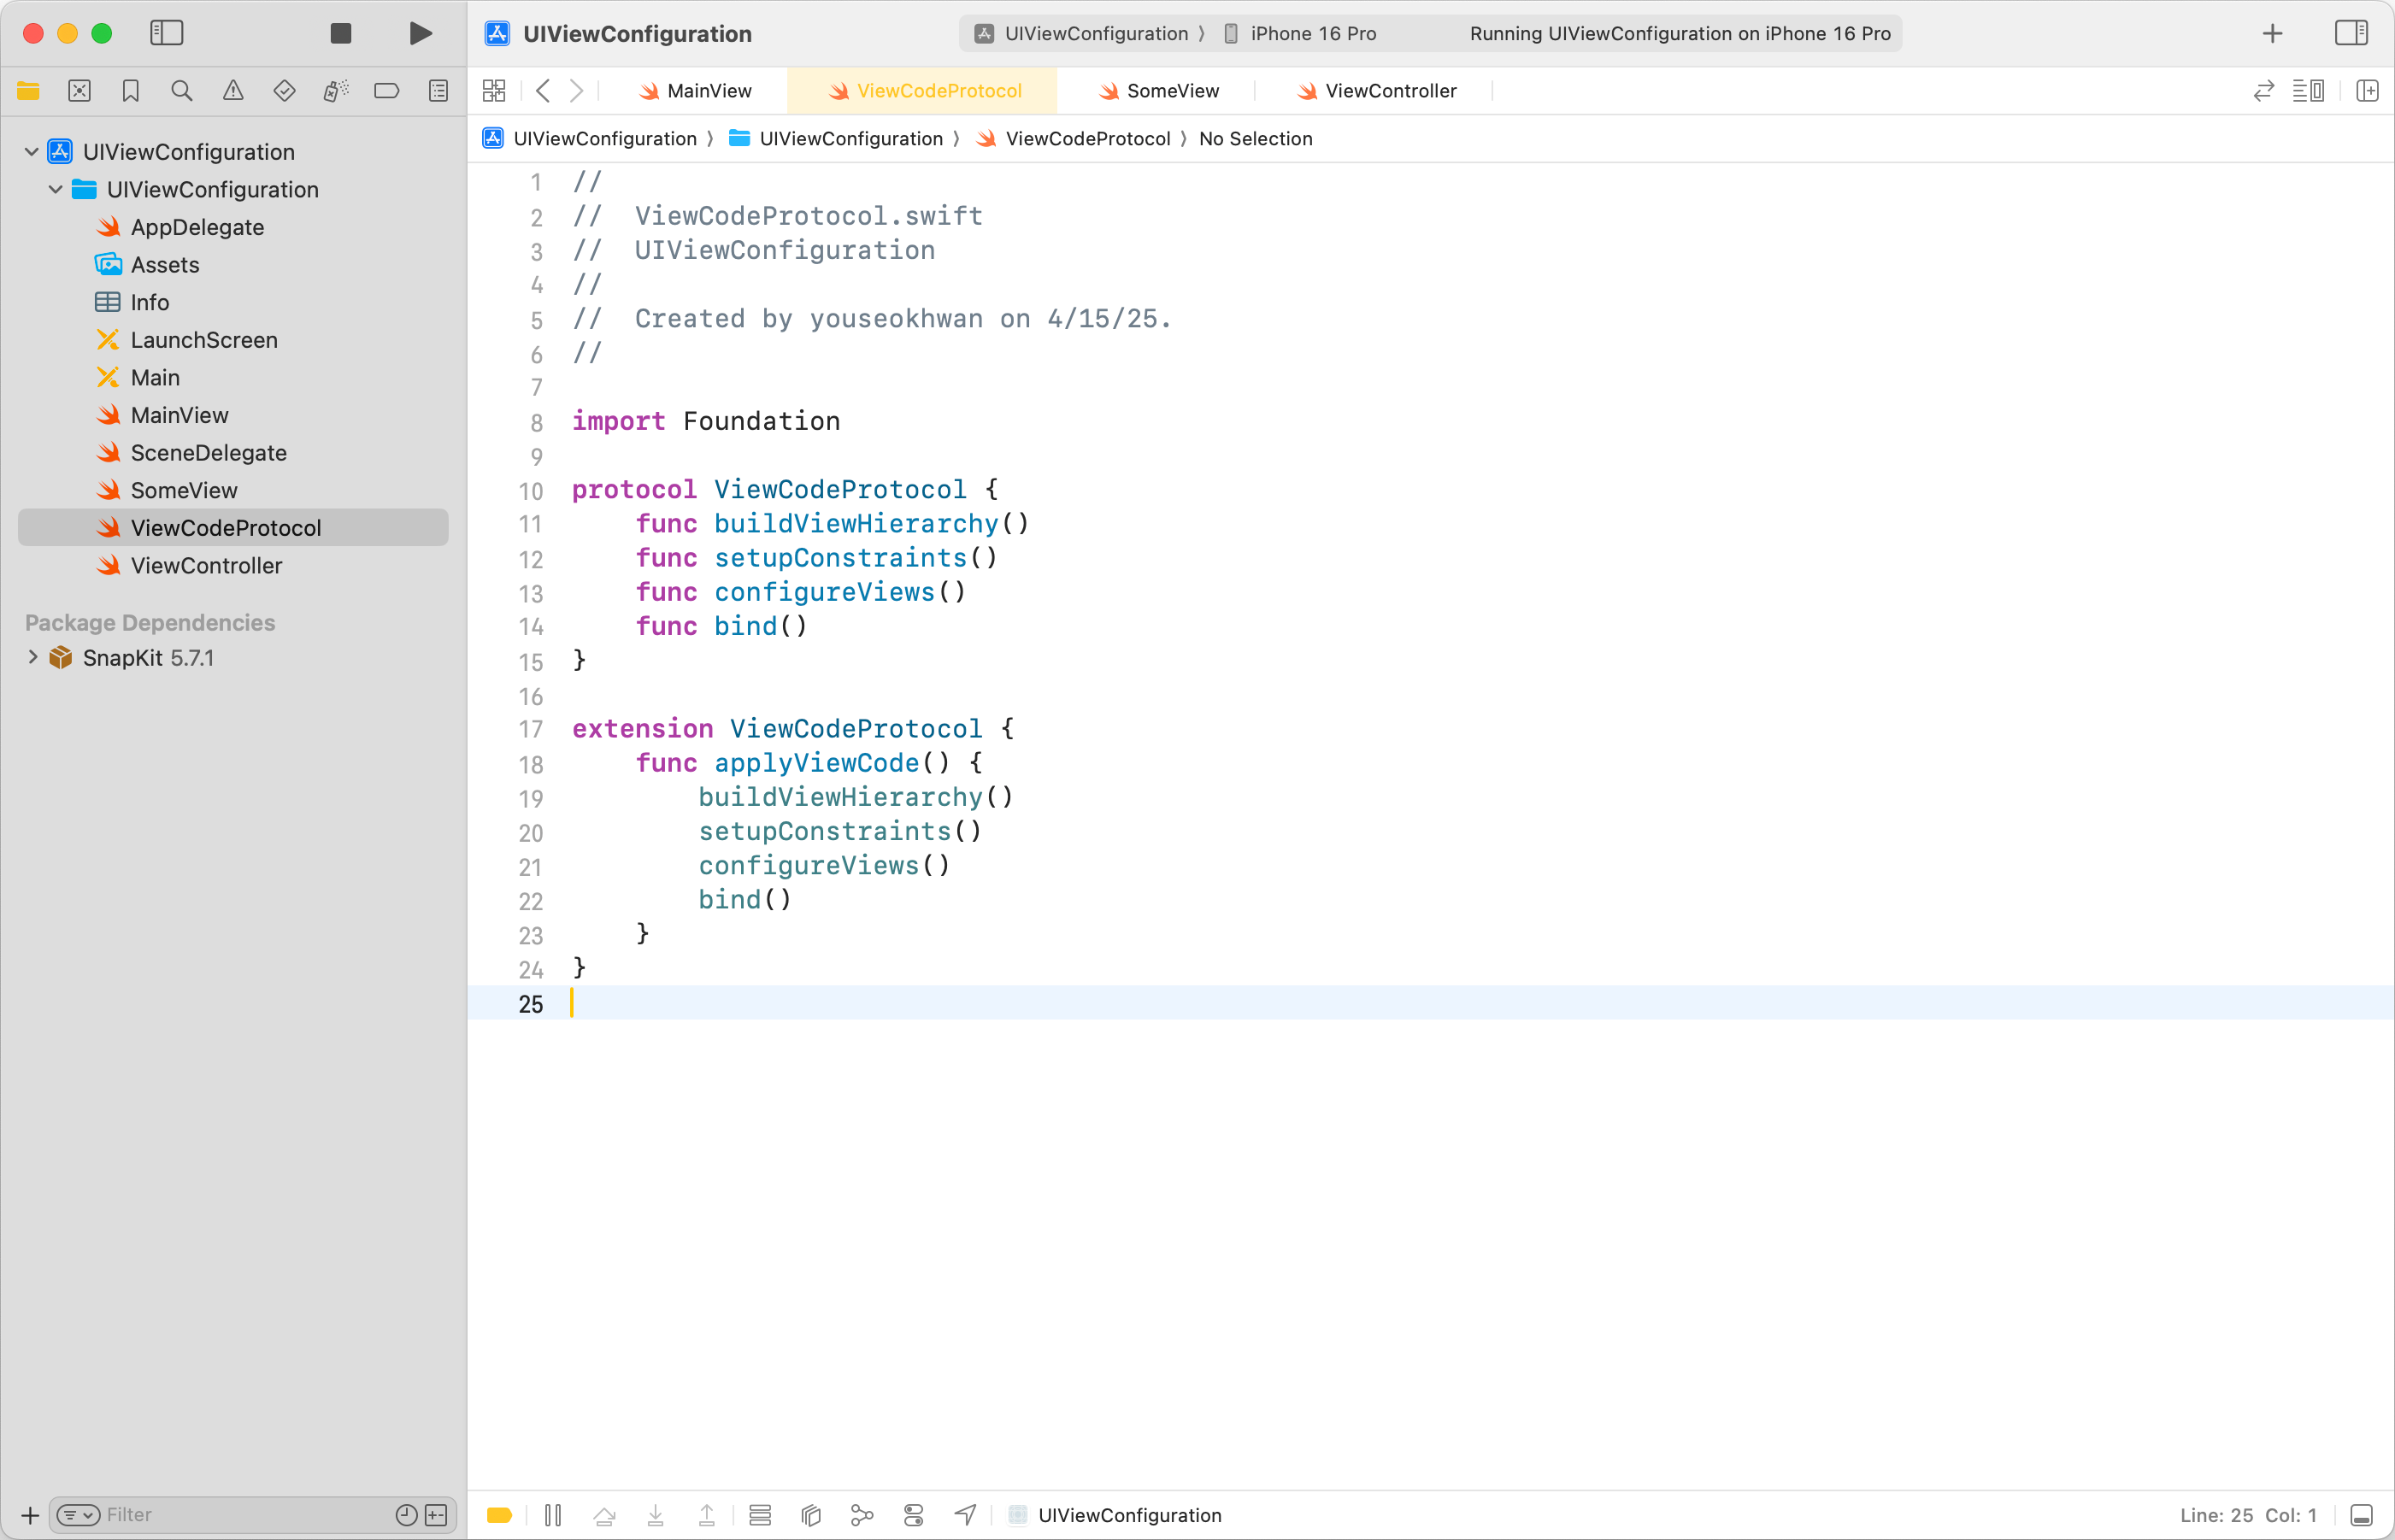 UIViewConfiguration
UIViewConfiguration 〉 iPhone 16 Pro
Running UIViewConfiguration on iPhone 16 Pro
MainView
ViewCodeProtocol
SomeView
ViewController
UIViewConfiguration 〉 UIViewConfiguration 〉 ViewCodeProtocol 〉 No Selection
UIViewConfiguration
UIViewConfiguration
AppDelegate
Assets
Info
LaunchScreen
Main
MainView
SceneDelegate
SomeView
ViewCodeProtocol
ViewController
Package Dependencies
SnapKit 5.7.1
Filter
1 //
2 //  ViewCodeProtocol.swift
3 //  UIViewConfiguration
4 //
5 //  Created by youseokhwan on 4/15/25.
6 //
7
8 import Foundation
9
10 protocol ViewCodeProtocol {
11     func buildViewHierarchy()
12     func setupConstraints()
13     func configureViews()
14     func bind()
15 }
16
17 extension ViewCodeProtocol {
18     func applyViewCode() {
19         buildViewHierarchy()
20         setupConstraints()
21         configureViews()
22         bind()
23     }
24 }
25
UIViewConfiguration
Line: 25 Col: 1